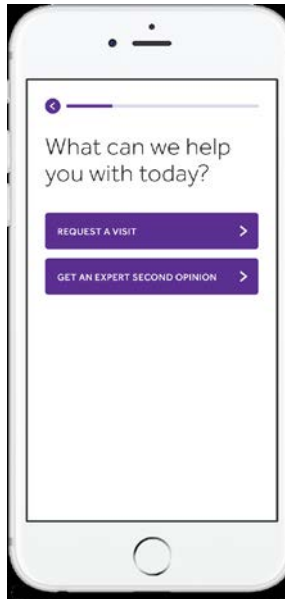 What can we help
you with today?
REQUEST A VISIT
GET AN EXPERT SECOND OPINION